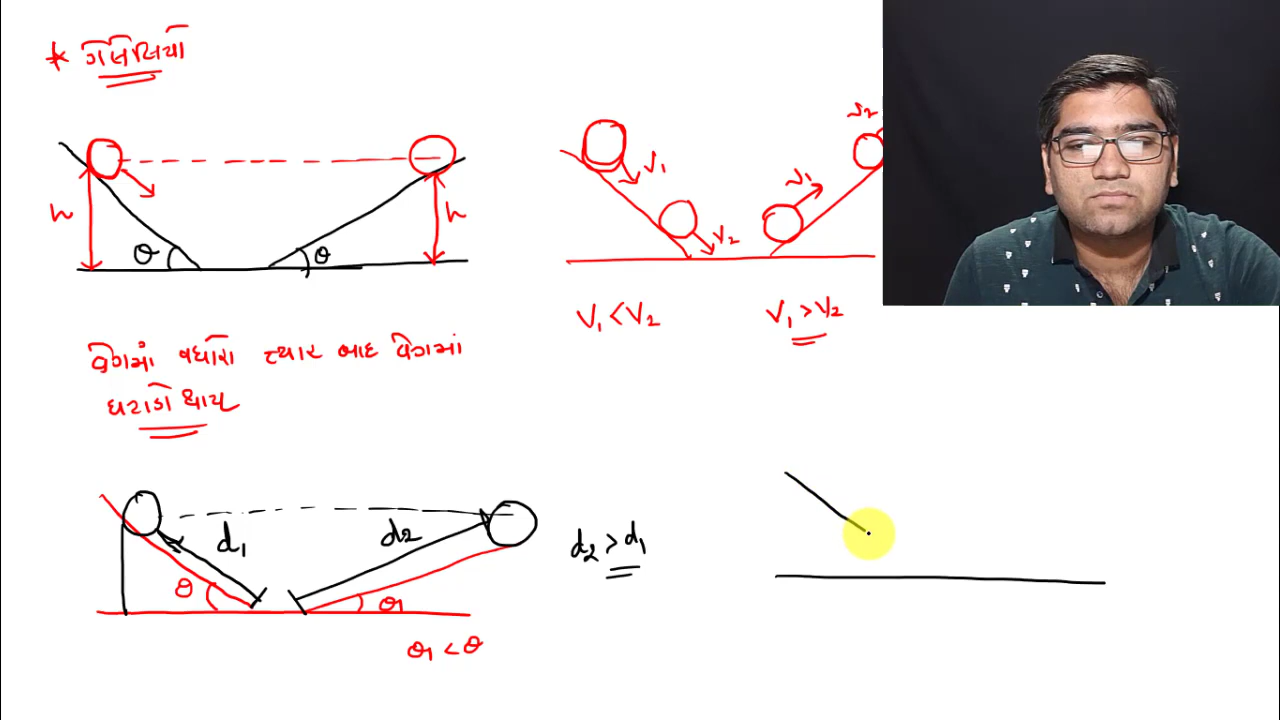 * ગેલેલિયો
h θ θ h
V₁ V₂ V₁ V₂
V₁ < V₂ V₁ > V₂
વેગમાં વધારો ત્યાર બાદ વેગમાં
ઘટાડો થાય
d₁ d₂ d₂ > d₁
θ θ₁
θ₁ < θ